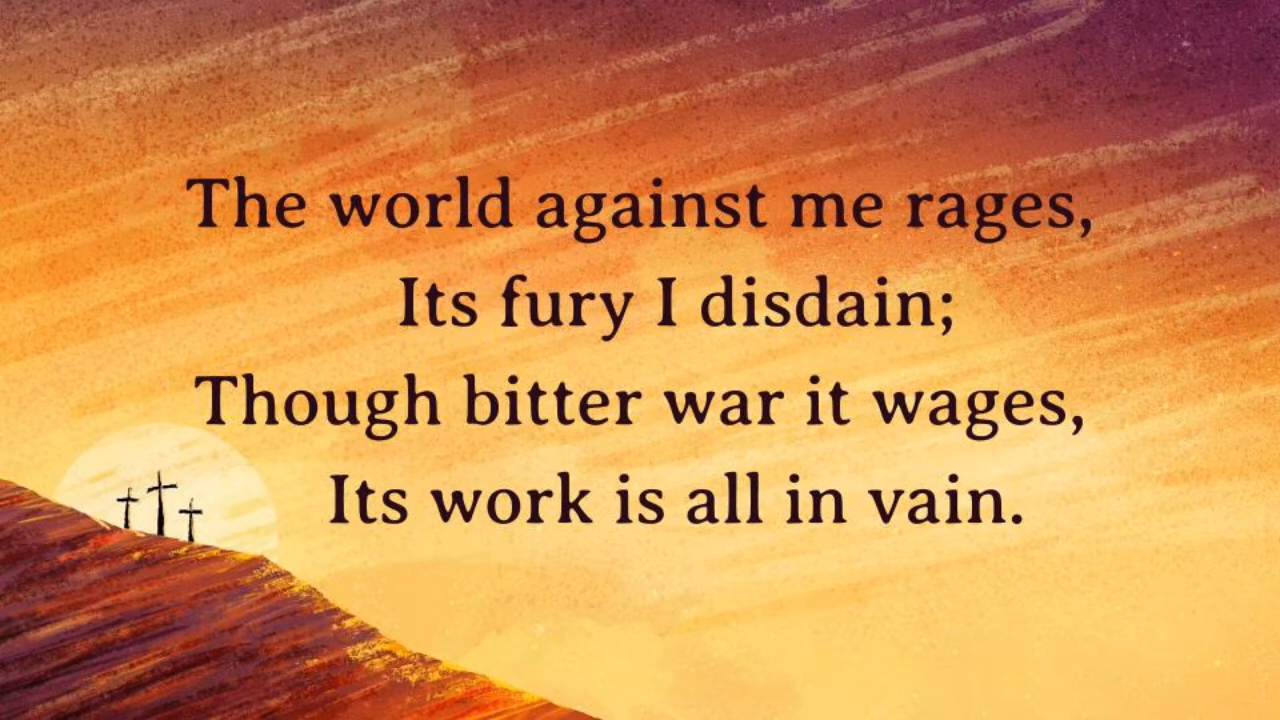 The world against me rages,
Its fury I disdain;
Though bitter war it wages,
Its work is all in vain.